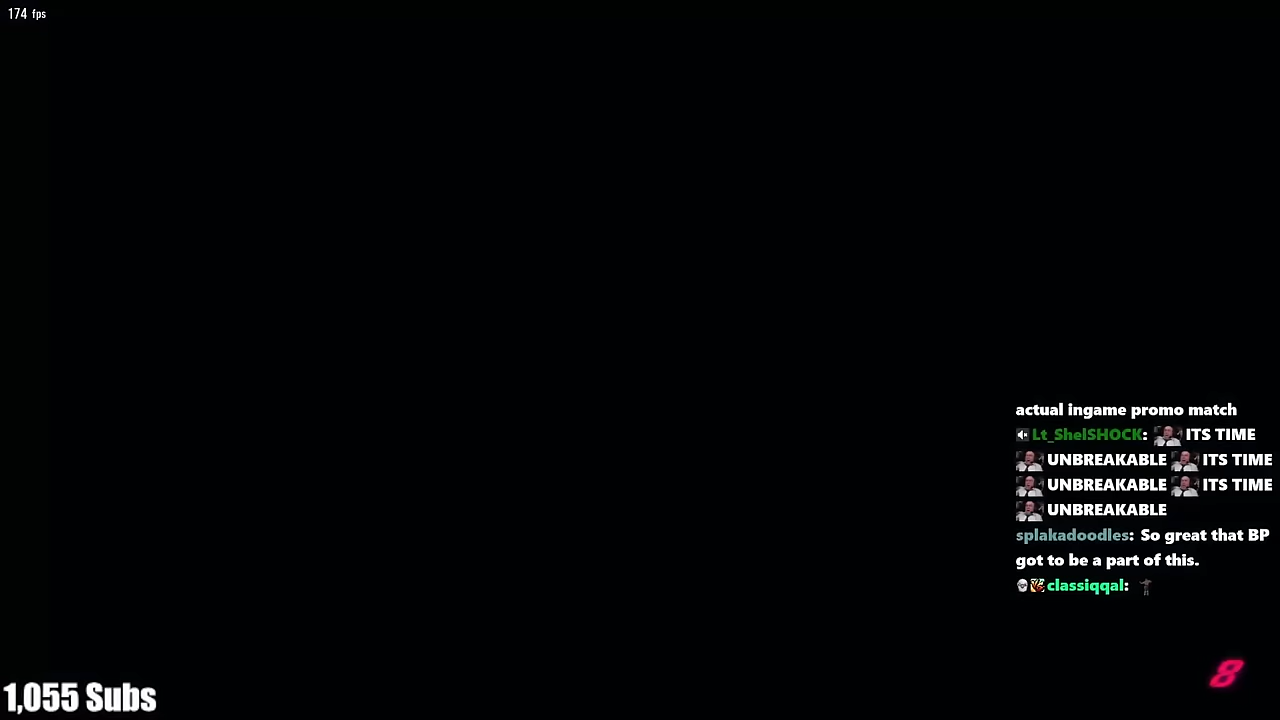 174 fps
actual ingame promo match
Lt_ShelSHOCK: ITS TIME
UNBREAKABLE ITS TIME
UNBREAKABLE ITS TIME
UNBREAKABLE
splakadoodles: So great that BP
got to be a part of this.
classiqqal:
8
1,055 Subs